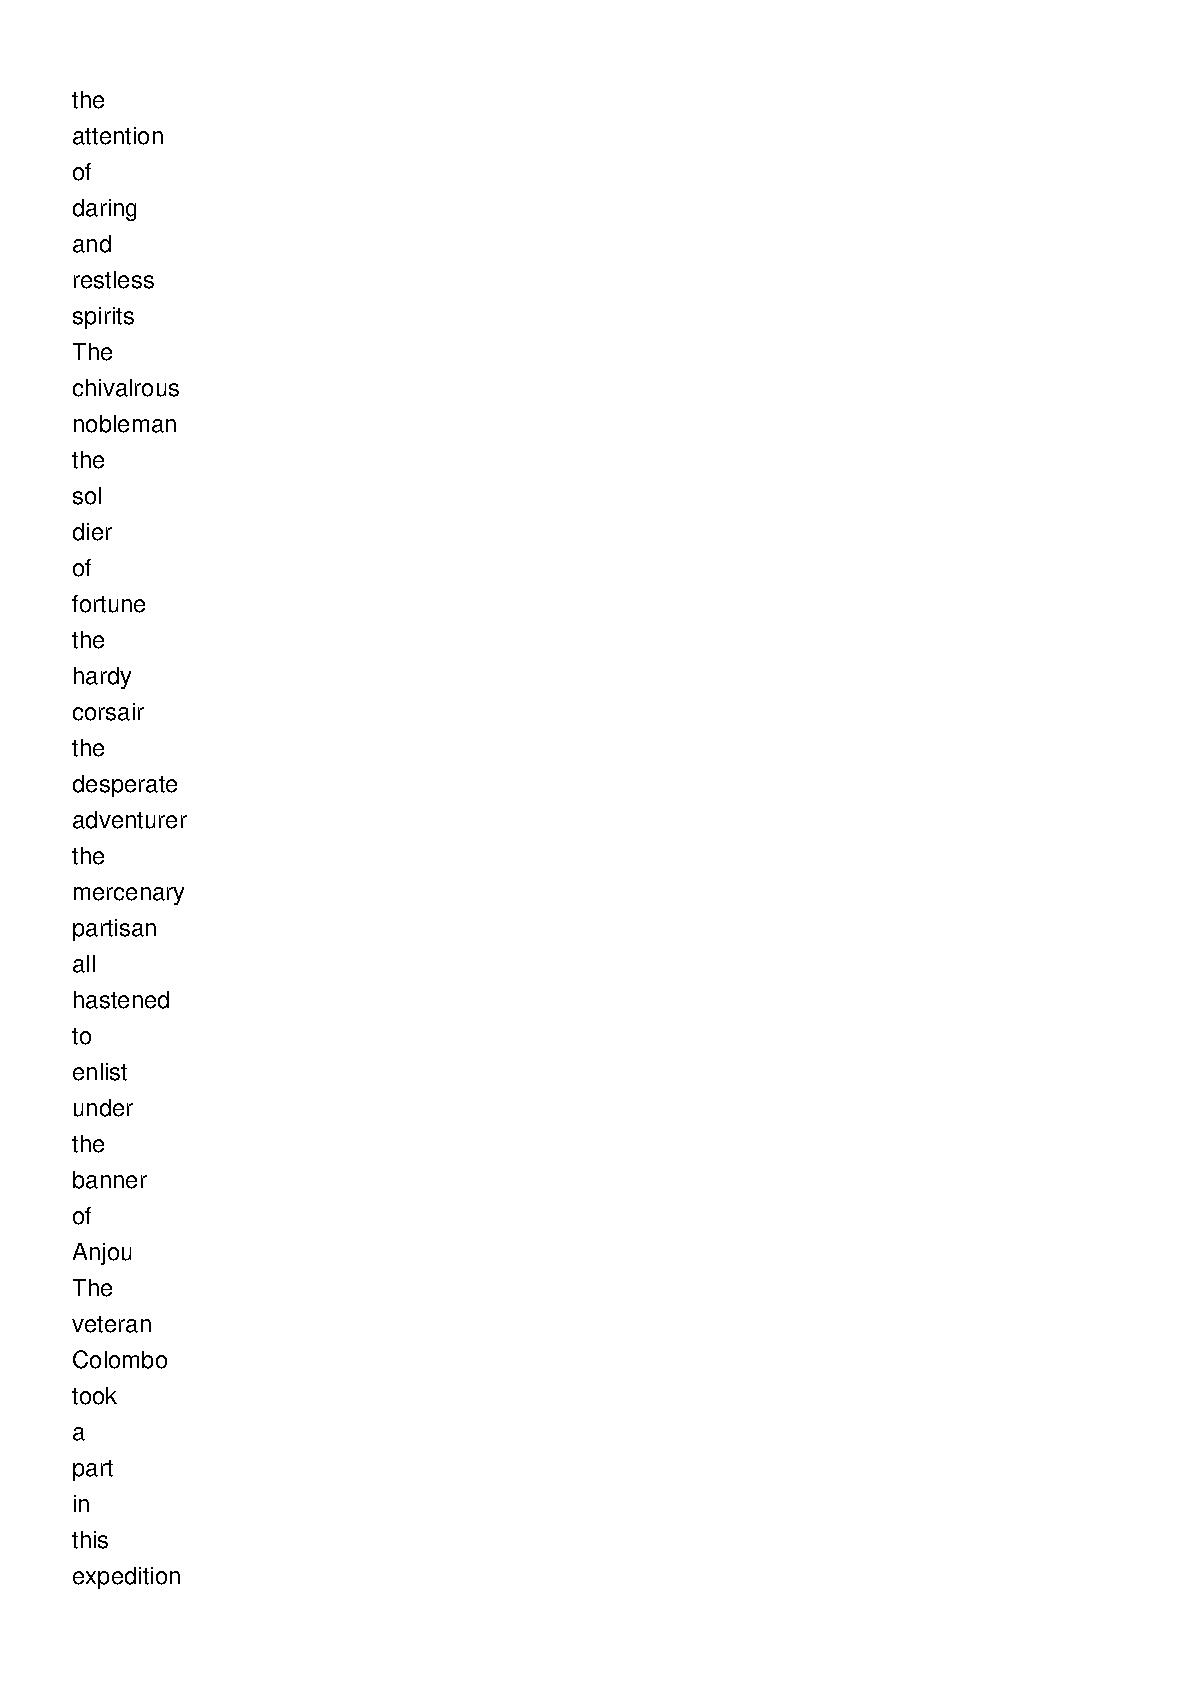 the
attention
of
daring
and
restless
spirits
The
chivalrous
nobleman
the
sol
dier
of
fortune
the
hardy
corsair
the
desperate
adventurer
the
mercenary
partisan
all
hastened
to
enlist
under
the
banner
of
Anjou
The
veteran
Colombo
took
a
part
in
this
expedition